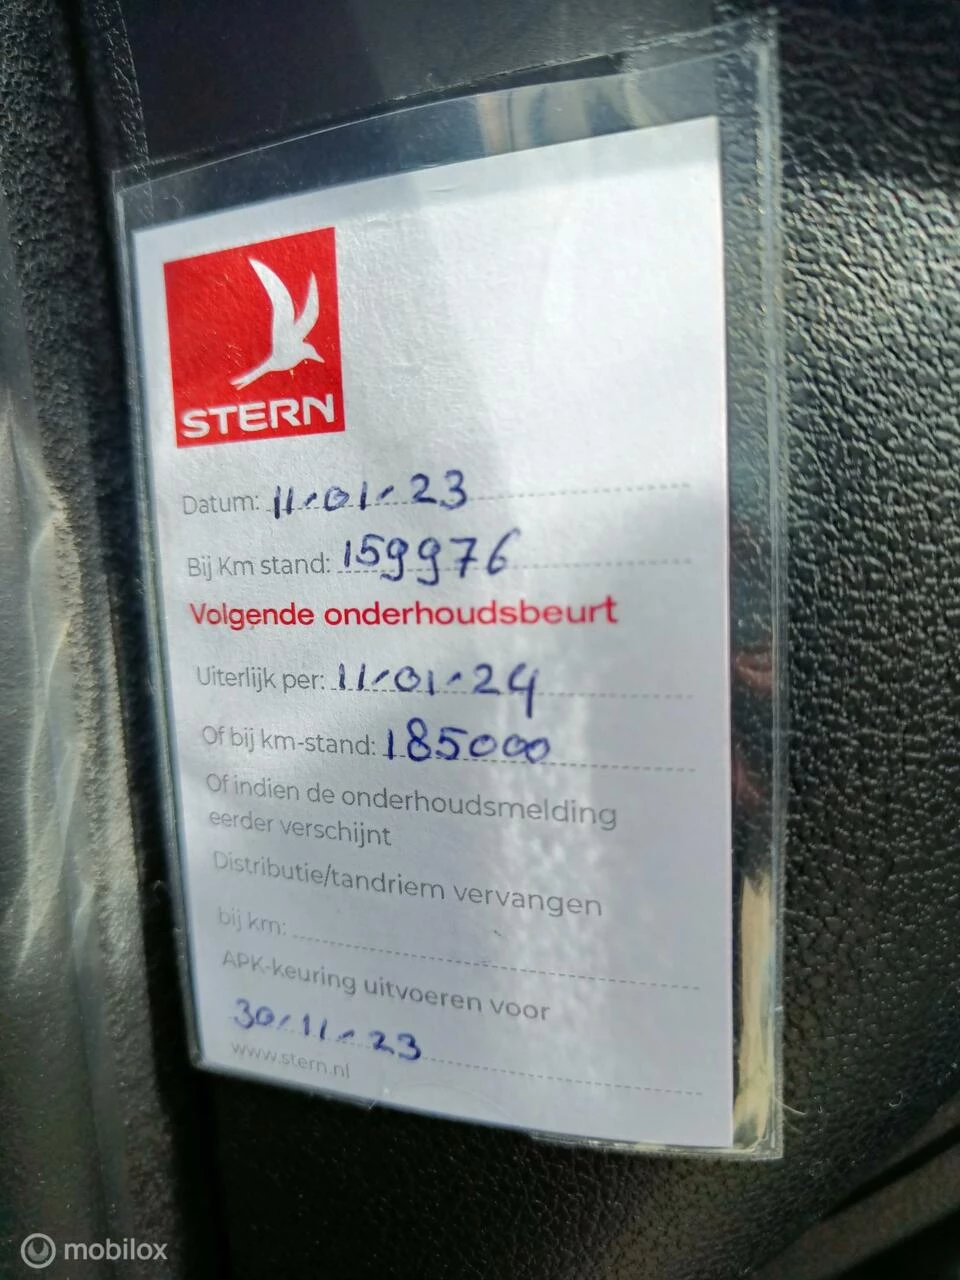 STERN
Datum: 11-01-23
Bij Km stand: 159976
Volgende onderhoudsbeurt
Uiterlijk per: 11-01-24
Of bij km-stand: 185000
Of indien de onderhoudsmelding
eerder verschijnt
Distributie/tandriem vervangen
bij km:
APK-keuring uitvoeren voor
30-11-23
www.stern.nl
mobilox